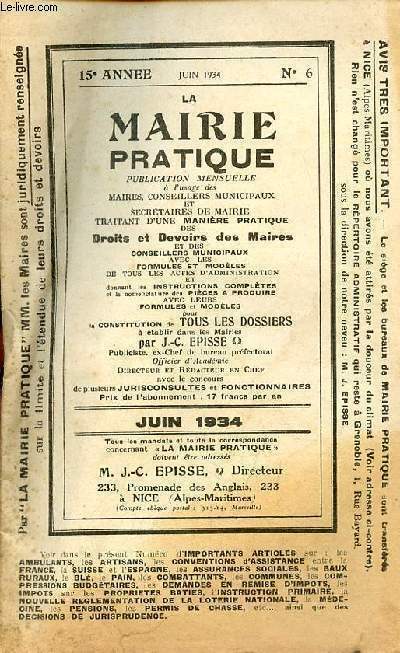 15e ANNEE JUIN 1934 No 6
LA
MAIRIE
PRATIQUE
PUBLICATION MENSUELLE
à l'usage des
MAIRES, CONSEILLERS MUNICIPAUX
ET
SECRETAIRES DE MAIRIE
TRAITANT D'UNE MANIÈRE PRATIQUE
DES
Droits et Devoirs des Maires
ET DES
CONSEILLERS MUNICIPAUX
AVEC LES
FORMULES ET MODÈLES
DE TOUS LES ACTES D'ADMINISTRATION
ET
donnant les INSTRUCTIONS COMPLÈTES
et la nomenclature des PIÈCES A PRODUIRE
AVEC LEURS
FORMULES et MODÈLES
pour
la CONSTITUTION de TOUS LES DOSSIERS
à établir dans les Mairies
par J.-C. EPISSE
Publiciste, ex-Chef de bureau préfectoral
Officier d'Académie
DIRECTEUR ET RÉDACTEUR EN CHEF
avec le concours
de plusieurs JURISCONSULTES et FONCTIONNAIRES
Prix de l'abonnement : 17 francs par an
JUIN 1934
Tous les mandats et toute la correspondance
concernant « LA MAIRIE PRATIQUE »
doivent être adressés
M. J.-C. EPISSE, Directeur
233, Promenade des Anglais, 233
à NICE (Alpes-Maritimes)
(Compte chèque postal : Marseille)
Par "LA MAIRIE PRATIQUE" MM. les Maires sont juridiquement renseignés
sur la limite et l'étendue de leurs droits et devoirs
AVIS TRES IMPORTANT. — Le siège et les bureaux de MAIRIE PRATIQUE sont transférés
à NICE (Alpes Maritimes) où nous avons été attirés par la douceur du climat (Voir adresse ci-contre).
Rien n'est changé pour le RÉPERTOIRE ADMINISTRATIF qui reste à Grenoble, 1, Rue Bayard,
sous la direction de notre neveu : M. J. EPISSE
Voir dans le présent Numéro d'IMPORTANTS ARTICLES sur : les
AMBULANTS, les ARTISANS, les CONVENTIONS D'ASSISTANCE entre la
FRANCE, la SUISSE et l'ESPAGNE, les ASSURANCES SOCIALES, les BAUX
RURAUX, le BLÉ, le PAIN, les COMBATTANTS, les COMMUNES, les COM-
PRESSIONS BUDGÉTAIRES, les DEMANDES EN REMISE D'IMPOTS, les
IMPOTS sur les PROPRIETES BATIES, l'INSTRUCTION PRIMAIRE, la
NOUVELLE REGLEMENTATION DE LA LOTERIE NATIONALE, la MÉDE-
CINE, les PENSIONS, les PERMIS DE CHASSE, etc... ainsi que des
DECISIONS DE JURISPRUDENCE.